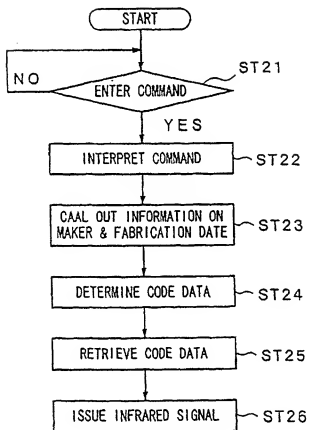 START
NO
ENTER COMMAND
ST21
YES
INTERPRET COMMAND
ST22
CAAL OUT INFORMATION ON
MAKER & FABRICATION DATE
ST23
DETERMINE CODE DATA
ST24
RETRIEVE CODE DATA
ST25
ISSUE INFRARED SIGNAL
ST26